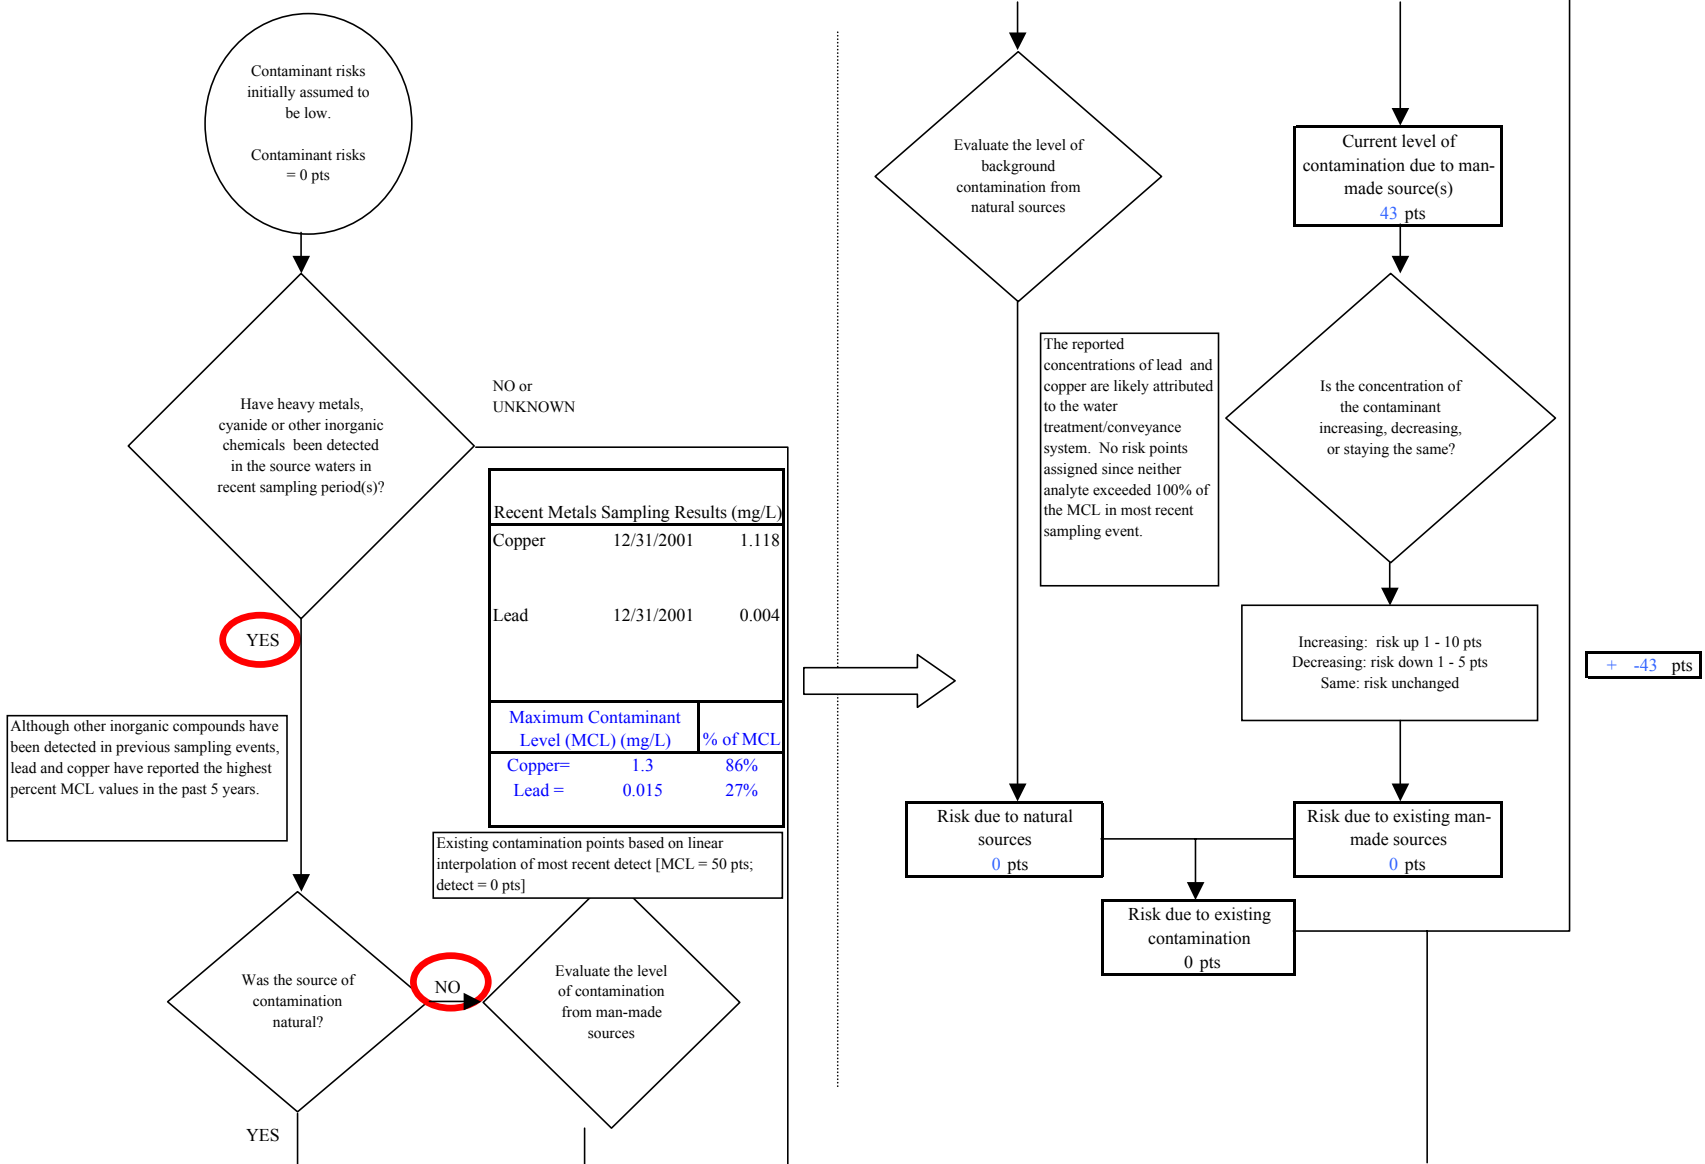 Contaminant risks
initially assumed to
be low.
Contaminant risks
= 0 pts
Have heavy metals,
cyanide or other inorganic
chemicals been detected
in the source waters in
recent sampling period(s)?
NO or
UNKNOWN
YES
Recent Metals Sampling Results (mg/L)
Copper 12/31/2001 1.118
Lead 12/31/2001 0.004
Maximum Contaminant
Level (MCL) (mg/L) % of MCL
Copper= 1.3 86%
Lead = 0.015 27%
Although other inorganic compounds have
been detected in previous sampling events,
lead and copper have reported the highest
percent MCL values in the past 5 years.
Existing contamination points based on linear
interpolation of most recent detect [MCL = 50 pts;
detect = 0 pts]
Was the source of
contamination
natural?
NO
Evaluate the level
of contamination
from man-made
sources
YES
Evaluate the level of
background
contamination from
natural sources
Current level of
contamination due to man-
made source(s)
43 pts
The reported
concentrations of lead and
copper are likely attributed
to the water
treatment/conveyance
system. No risk points
assigned since neither
analyte exceeded 100% of
the MCL in most recent
sampling event.
Is the concentration of
the contaminant
increasing, decreasing,
or staying the same?
Increasing: risk up 1 - 10 pts
Decreasing: risk down 1 - 5 pts
Same: risk unchanged
+ -43 pts
Risk due to natural
sources
0 pts
Risk due to existing man-
made sources
0 pts
Risk due to existing
contamination
0 pts